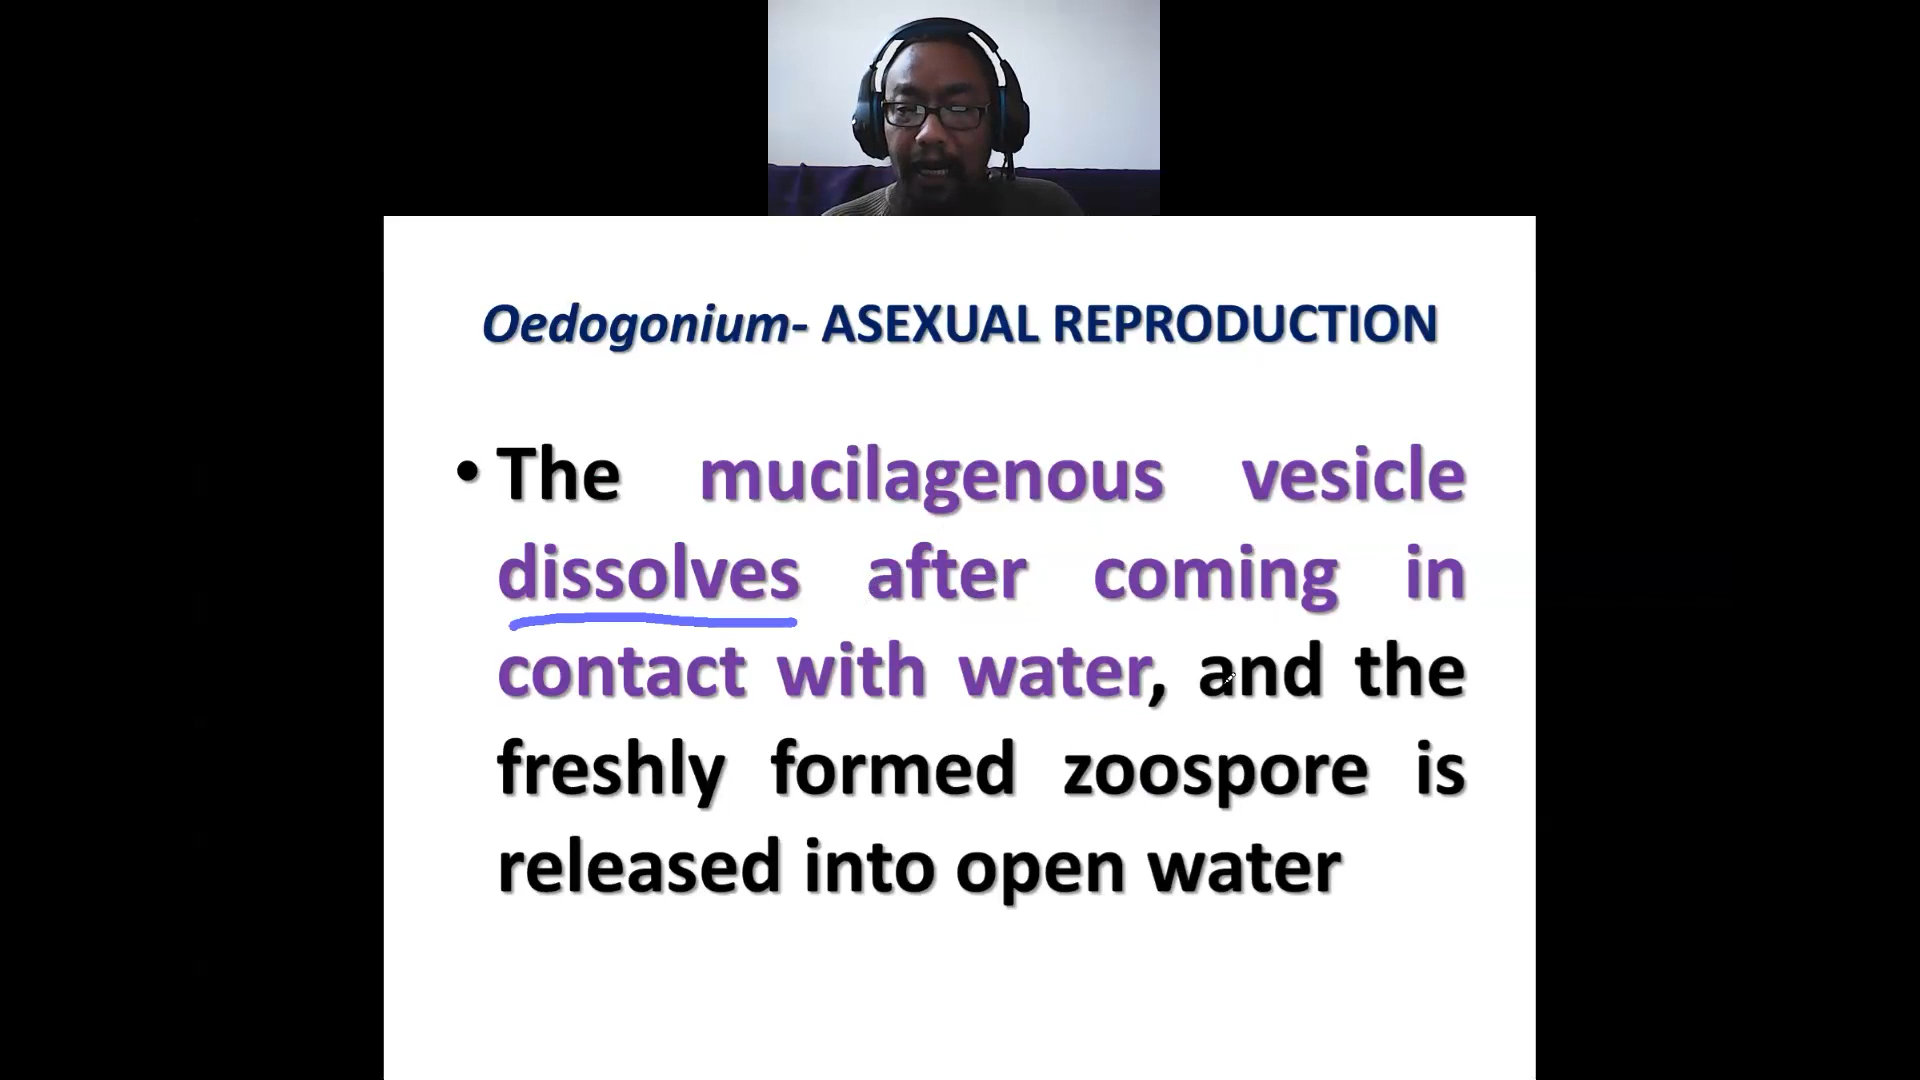 Oedogonium- ASEXUAL REPRODUCTION
• The mucilagenous vesicle
dissolves after coming in
contact with water, and the
freshly formed zoospore is
released into open water